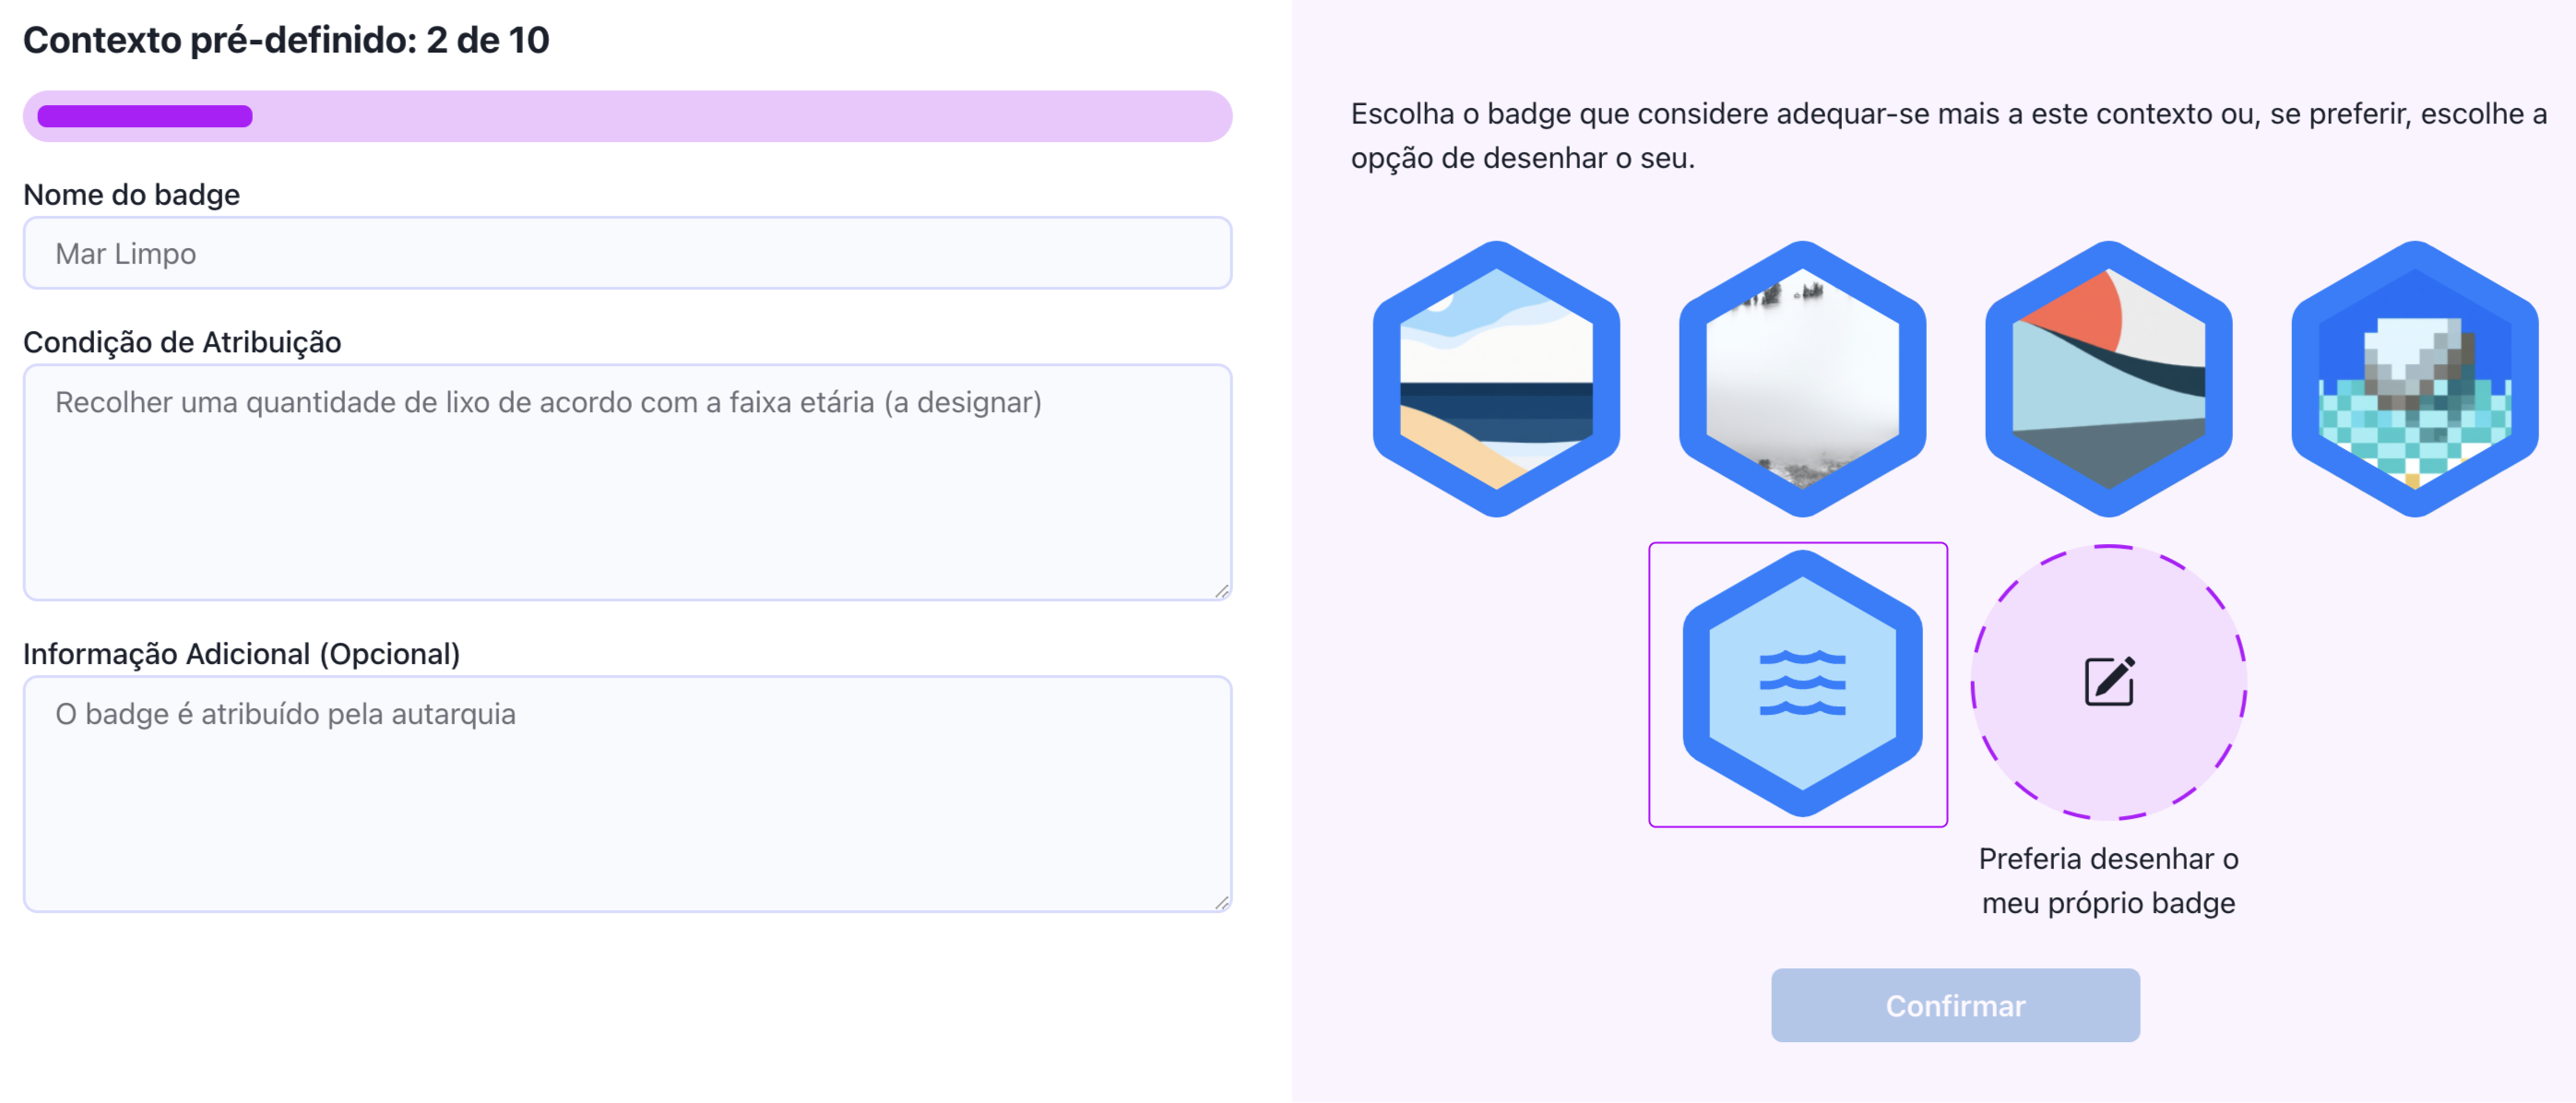 Contexto pré-definido: 2 de 10
Nome do badge
Mar Limpo
Condição de Atribuição
Recolher uma quantidade de lixo de acordo com a faixa etária (a designar)
Informação Adicional (Opcional)
O badge é atribuído pela autarquia
Escolha o badge que considere adequar-se mais a este contexto ou, se preferir, escolhe a
opção de desenhar o seu.
Preferia desenhar o
meu próprio badge
Confirmar